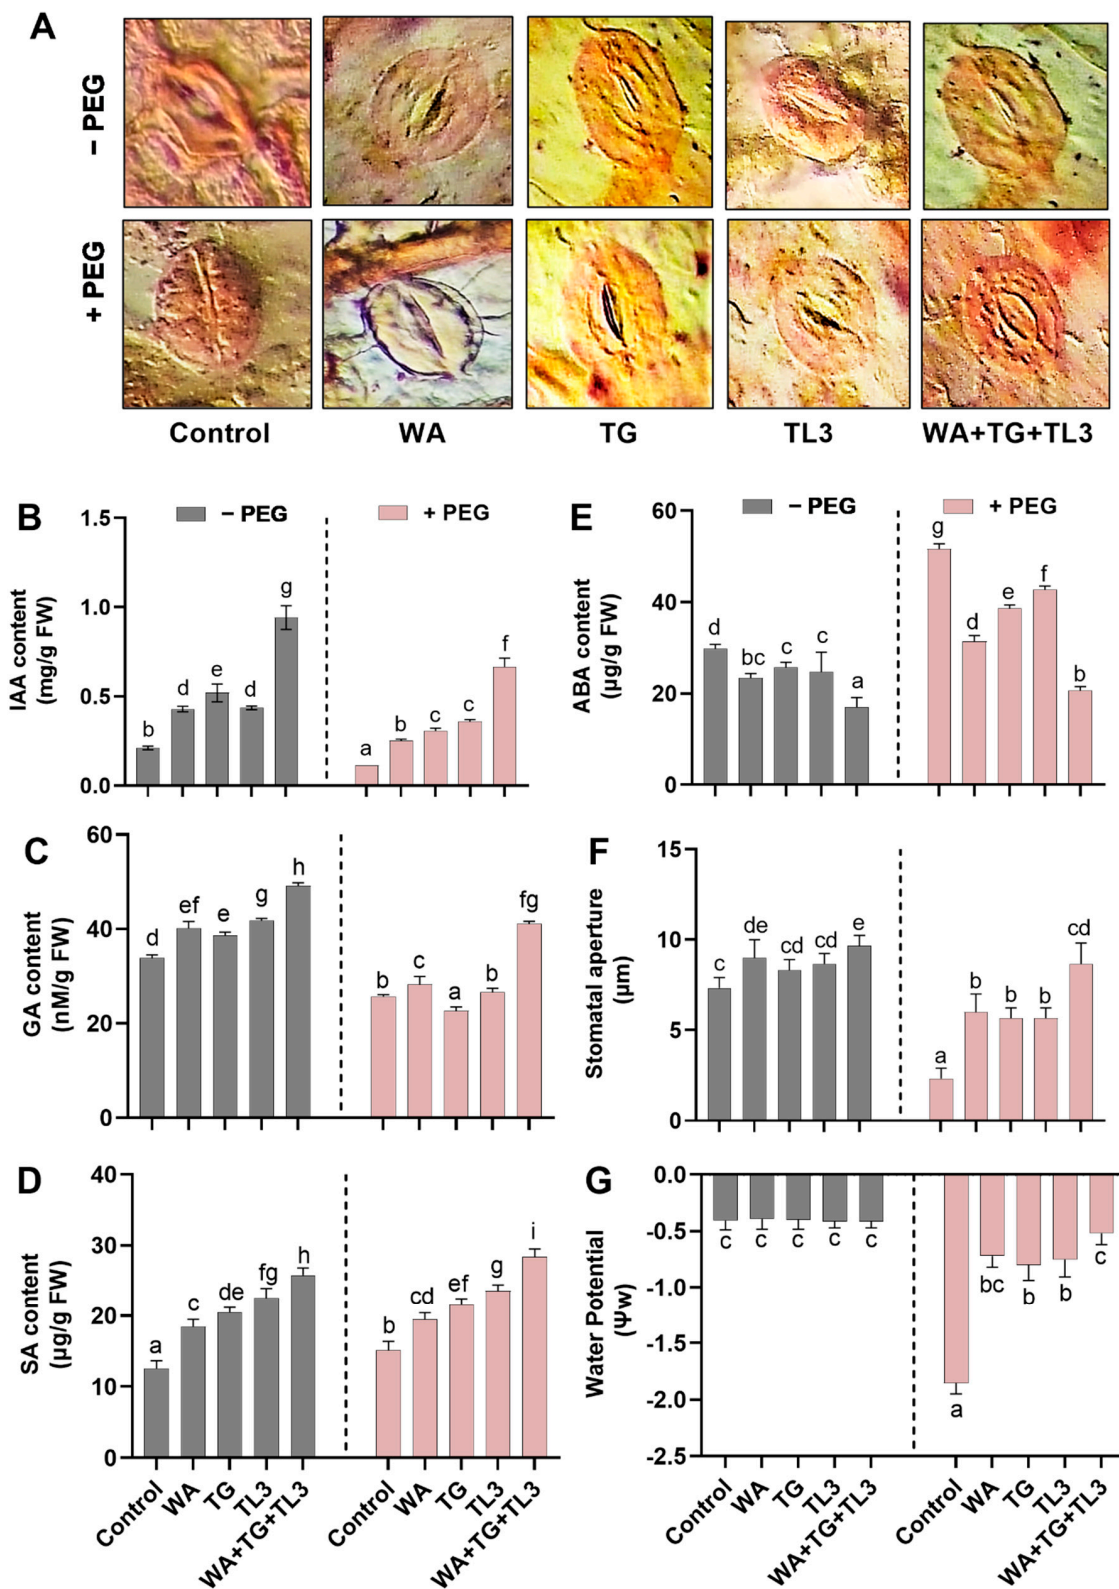 A
– PEG
+ PEG
Control WA TG TL3 WA+TG+TL3
B
– PEG + PEG
IAA content
(mg/g FW)
1.5
1.0
0.5
0.0
b d e d g a b c c f
E
– PEG + PEG
ABA content
(µg/g FW)
60
40
20
0
d bc c c a g d e f b
C
GA content
(nM/g FW)
60
40
20
0
d ef e g h b c a b fg
F
Stomatal aperture
(µm)
15
10
5
0
c de cd cd e a b b b cd
D
SA content
(µg/g FW)
40
30
20
10
0
a c de fg h b cd ef g i
Control WA TG TL3 WA+TG+TL3 Control WA TG TL3 WA+TG+TL3
G
Water Potential
(Ψw)
0.0
-0.5
-1.0
-1.5
-2.0
-2.5
c c c c c a bc b b c
Control WA TG TL3 WA+TG+TL3 Control WA TG TL3 WA+TG+TL3